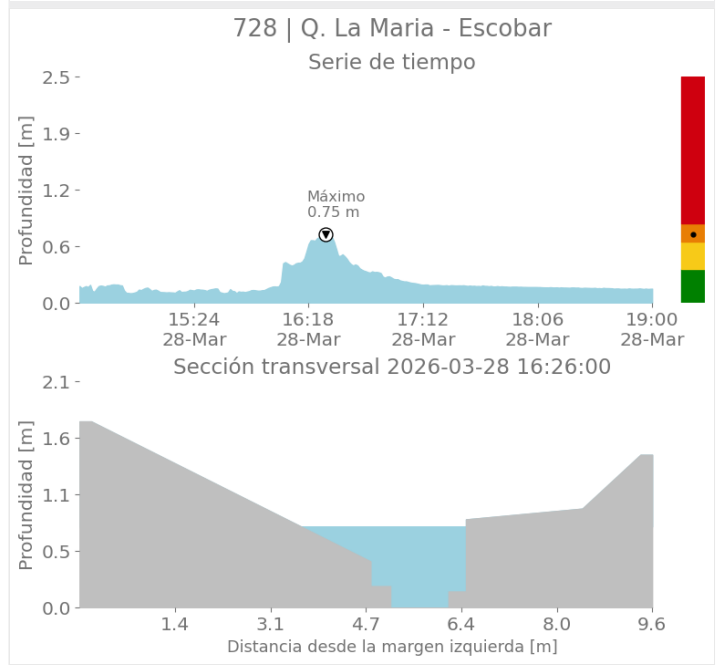 728 | Q. La Maria - Escobar
Serie de tiempo
Profundidad [m]
2.5
1.9
1.2
0.6
0.0
Máximo
0.75 m
15:24
28-Mar
16:18
28-Mar
17:12
28-Mar
18:06
28-Mar
19:00
28-Mar
Sección transversal 2026-03-28 16:26:00
Profundidad [m]
2.1
1.6
1.1
0.5
0.0
1.4
3.1
4.7
6.4
8.0
9.6
Distancia desde la margen izquierda [m]